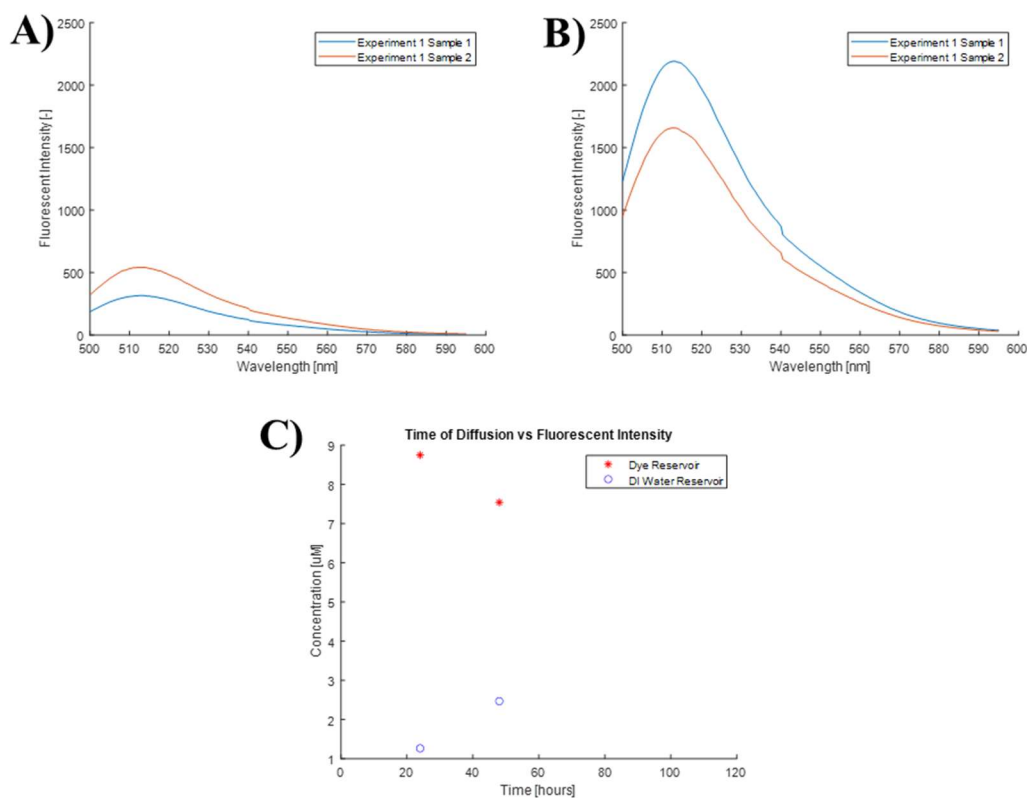 A)
2500
2000
1500
1000
500
0
Fluorescent Intensity [-]
500 510 520 530 540 550 560 570 580 590 600
Wavelength [nm]
Experiment 1 Sample 1
Experiment 1 Sample 2
B)
2500
2000
1500
1000
500
0
Fluorescent Intensity [-]
500 510 520 530 540 550 560 570 580 590 600
Wavelength [nm]
Experiment 1 Sample 1
Experiment 1 Sample 2
C)
Time of Diffusion vs Fluorescent Intensity
9
8
7
6
5
4
3
2
1
Concentration [uM]
0 20 40 60 80 100 120
Time [hours]
Dye Reservoir
DI Water Reservoir